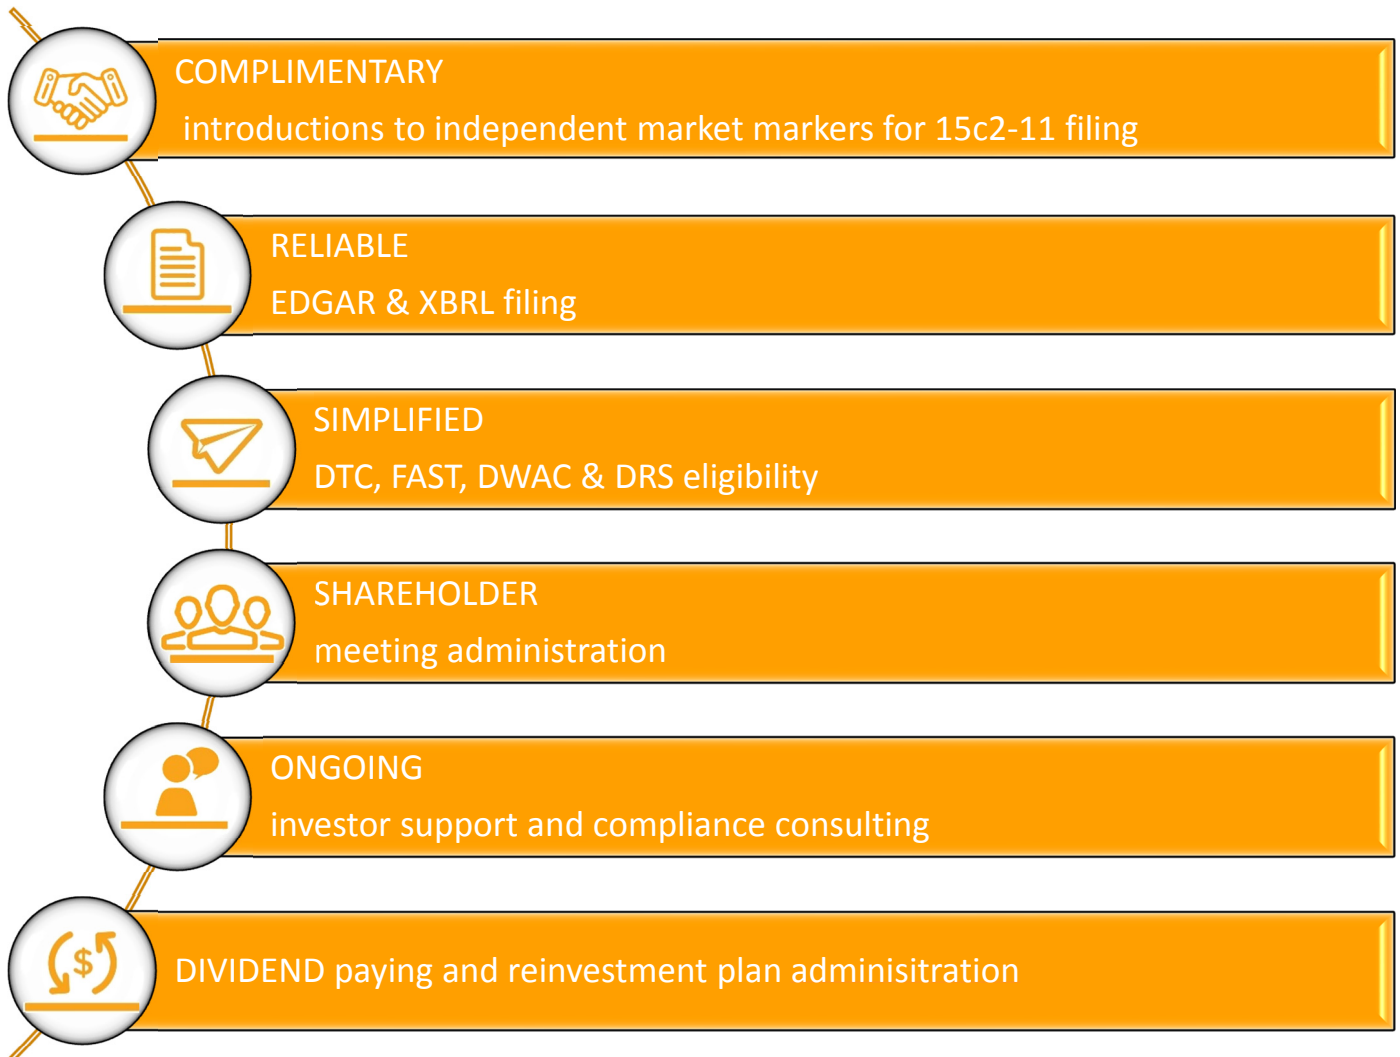 COMPLIMENTARY
introductions to independent market markers for 15c2-11 filing
RELIABLE
EDGAR & XBRL filing
SIMPLIFIED
DTC, FAST, DWAC & DRS eligibility
SHAREHOLDER
meeting administration
ONGOING
investor support and compliance consulting
$
DIVIDEND paying and reinvestment plan adminisitration